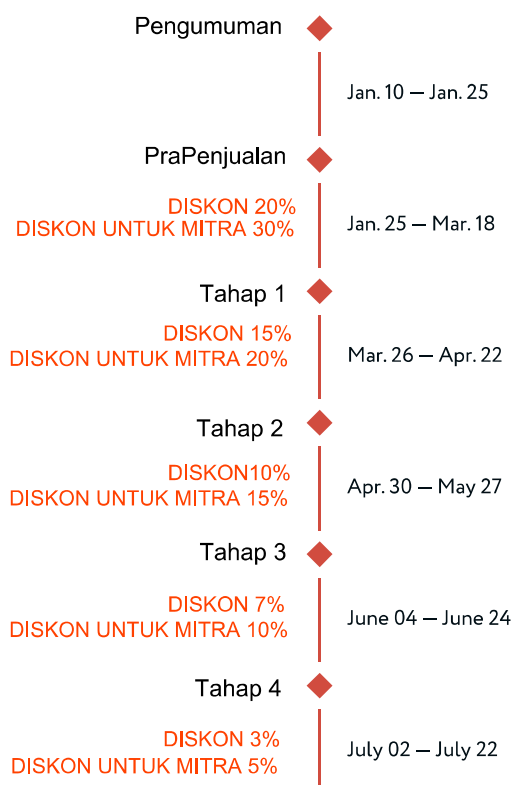 Pengumuman
Jan. 10 — Jan. 25
PraPenjualan
DISKON 20%
DISKON UNTUK MITRA 30%
Jan. 25 — Mar. 18
Tahap 1
DISKON 15%
DISKON UNTUK MITRA 20%
Mar. 26 — Apr. 22
Tahap 2
DISKON10%
DISKON UNTUK MITRA 15%
Apr. 30 — May 27
Tahap 3
DISKON 7%
DISKON UNTUK MITRA 10%
June 04 — June 24
Tahap 4
DISKON 3%
DISKON UNTUK MITRA 5%
July 02 — July 22